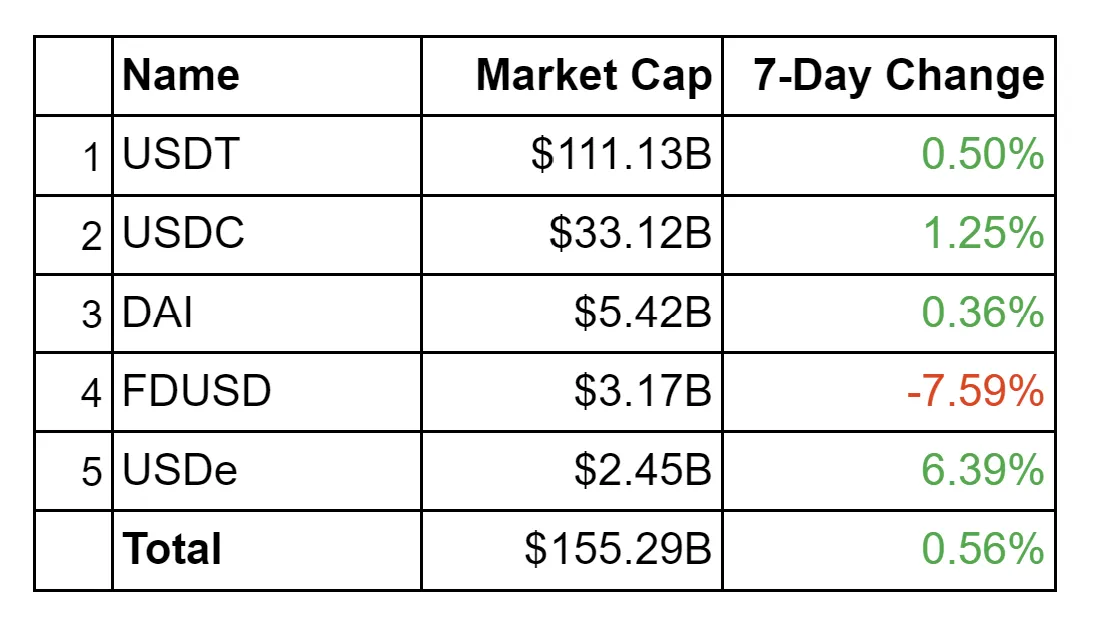 Name Market Cap 7-Day Change
1 USDT $111.13B 0.50%
2 USDC $33.12B 1.25%
3 DAI $5.42B 0.36%
4 FDUSD $3.17B -7.59%
5 USDe $2.45B 6.39%
Total $155.29B 0.56%